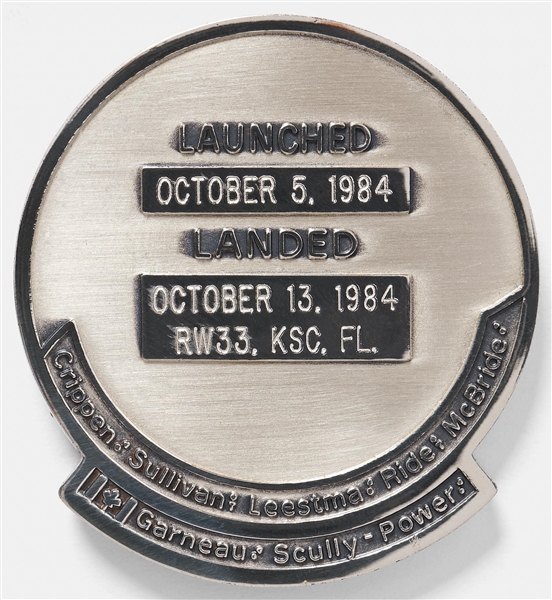 LAUNCHED
OCTOBER 5, 1984
LANDED
OCTOBER 13, 1984
RW33, KSC, FL.
Crippen Sullivan Leestma Ride McBride
Garneau Scully-Power